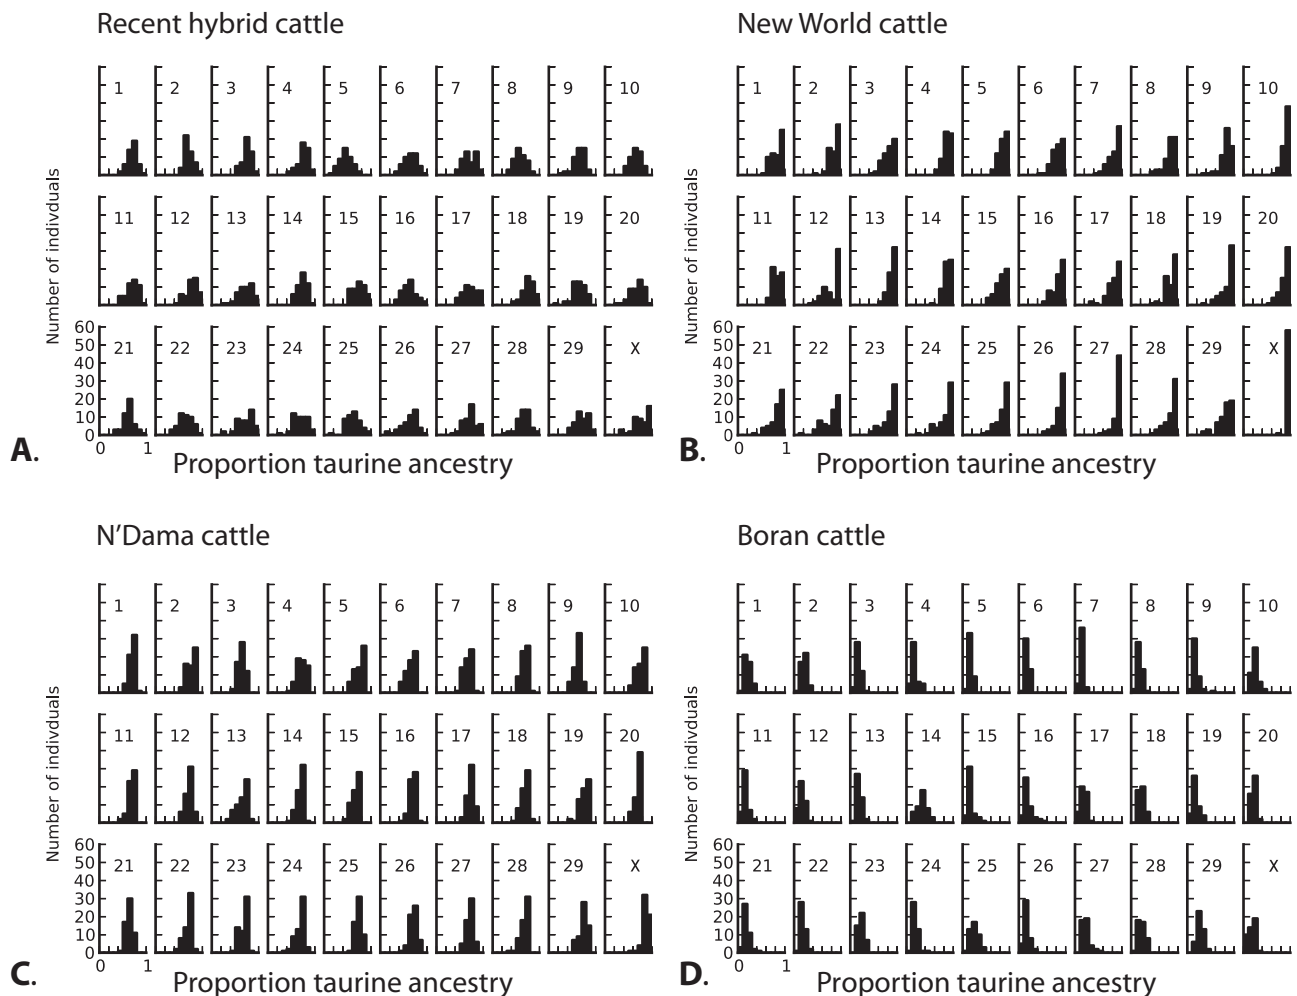 Recent hybrid cattle
New World cattle
1 2 3 4 5 6 7 8 9 10
1 2 3 4 5 6 7 8 9 10
11 12 13 14 15 16 17 18 19 20
11 12 13 14 15 16 17 18 19 20
Number of indivduals
Number of indivduals
60
50
40
30
20
10
0
21 22 23 24 25 26 27 28 29 X
60
50
40
30
20
10
0
21 22 23 24 25 26 27 28 29 X
0 1
0 1
A.
Proportion taurine ancestry
B.
Proportion taurine ancestry
N'Dama cattle
Boran cattle
1 2 3 4 5 6 7 8 9 10
1 2 3 4 5 6 7 8 9 10
11 12 13 14 15 16 17 18 19 20
11 12 13 14 15 16 17 18 19 20
Number of indivduals
Number of indivduals
60
50
40
30
20
10
0
21 22 23 24 25 26 27 28 29 X
60
50
40
30
20
10
0
21 22 23 24 25 26 27 28 29 X
0 1
0 1
C.
Proportion taurine ancestry
D.
Proportion taurine ancestry